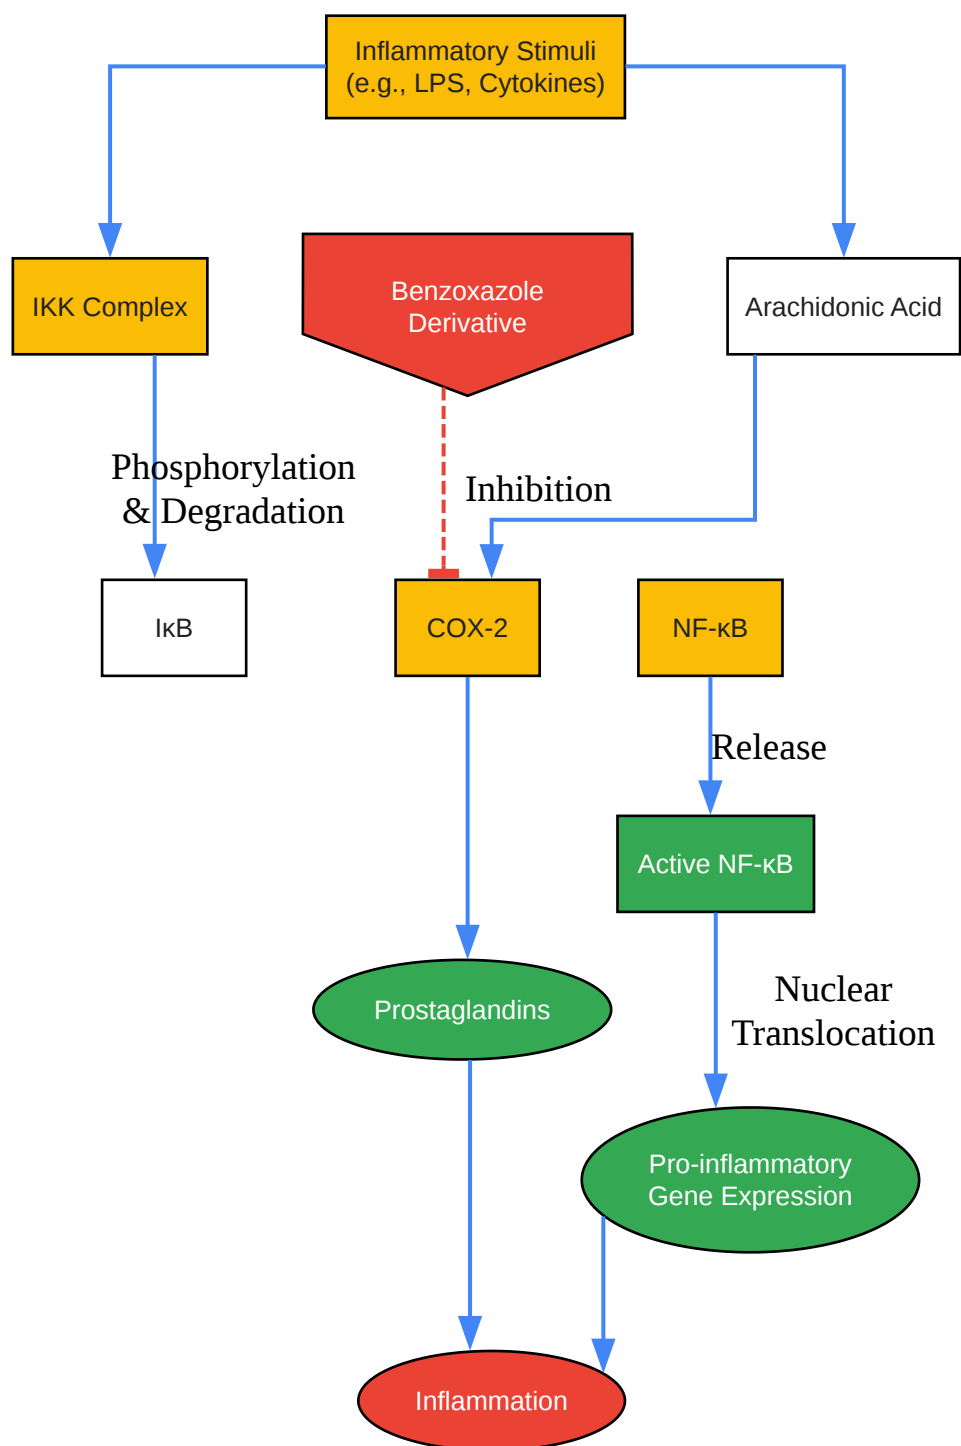 Inflammatory Stimuli
(e.g., LPS, Cytokines)
IKK Complex
Benzoxazole
Derivative
Arachidonic Acid
Phosphorylation
& Degradation
Inhibition
IκB
COX-2
NF-κB
Release
Active NF-κB
Prostaglandins
Nuclear
Translocation
Pro-inflammatory
Gene Expression
Inflammation